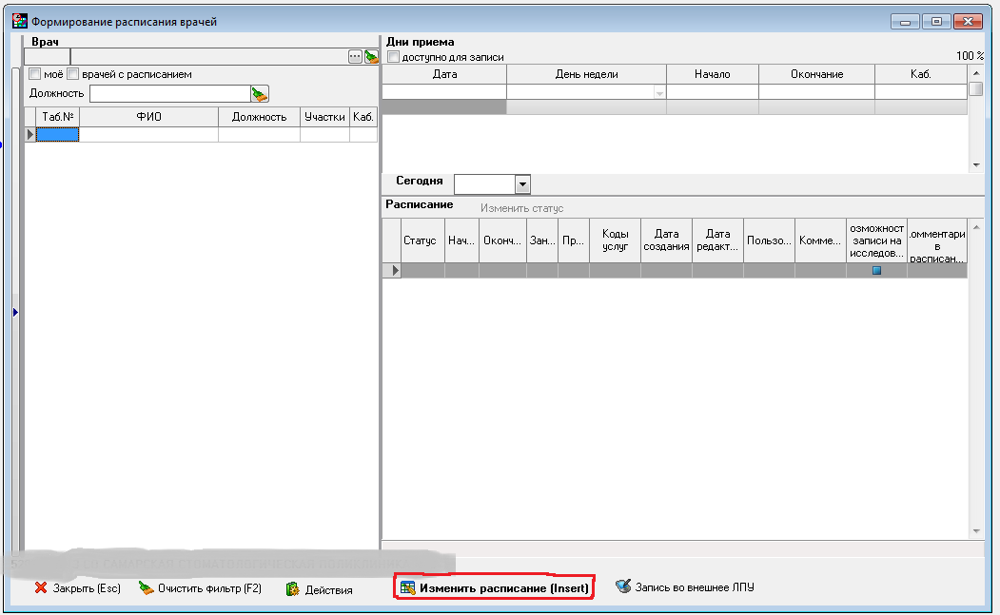 Формирование расписания врачей
Врач
моё врачей с расписанием
Должность
Таб.№ ФИО Должность Участки Каб.
Дни приема
доступно для записи
100 %
Дата День недели Начало Окончание Каб.
Сегодня
Расписание Изменить статус
Статус Нач... Оконч... Зан... Пр... Коды услуг Дата создания Дата редакт... Пользо... Комме... озможност записи на исследов... .омментари в расписан...
Закрыть (Esc) Очистить фильтр (F2) Действия Изменить расписание (Insert) Запись во внешнее ЛПУ